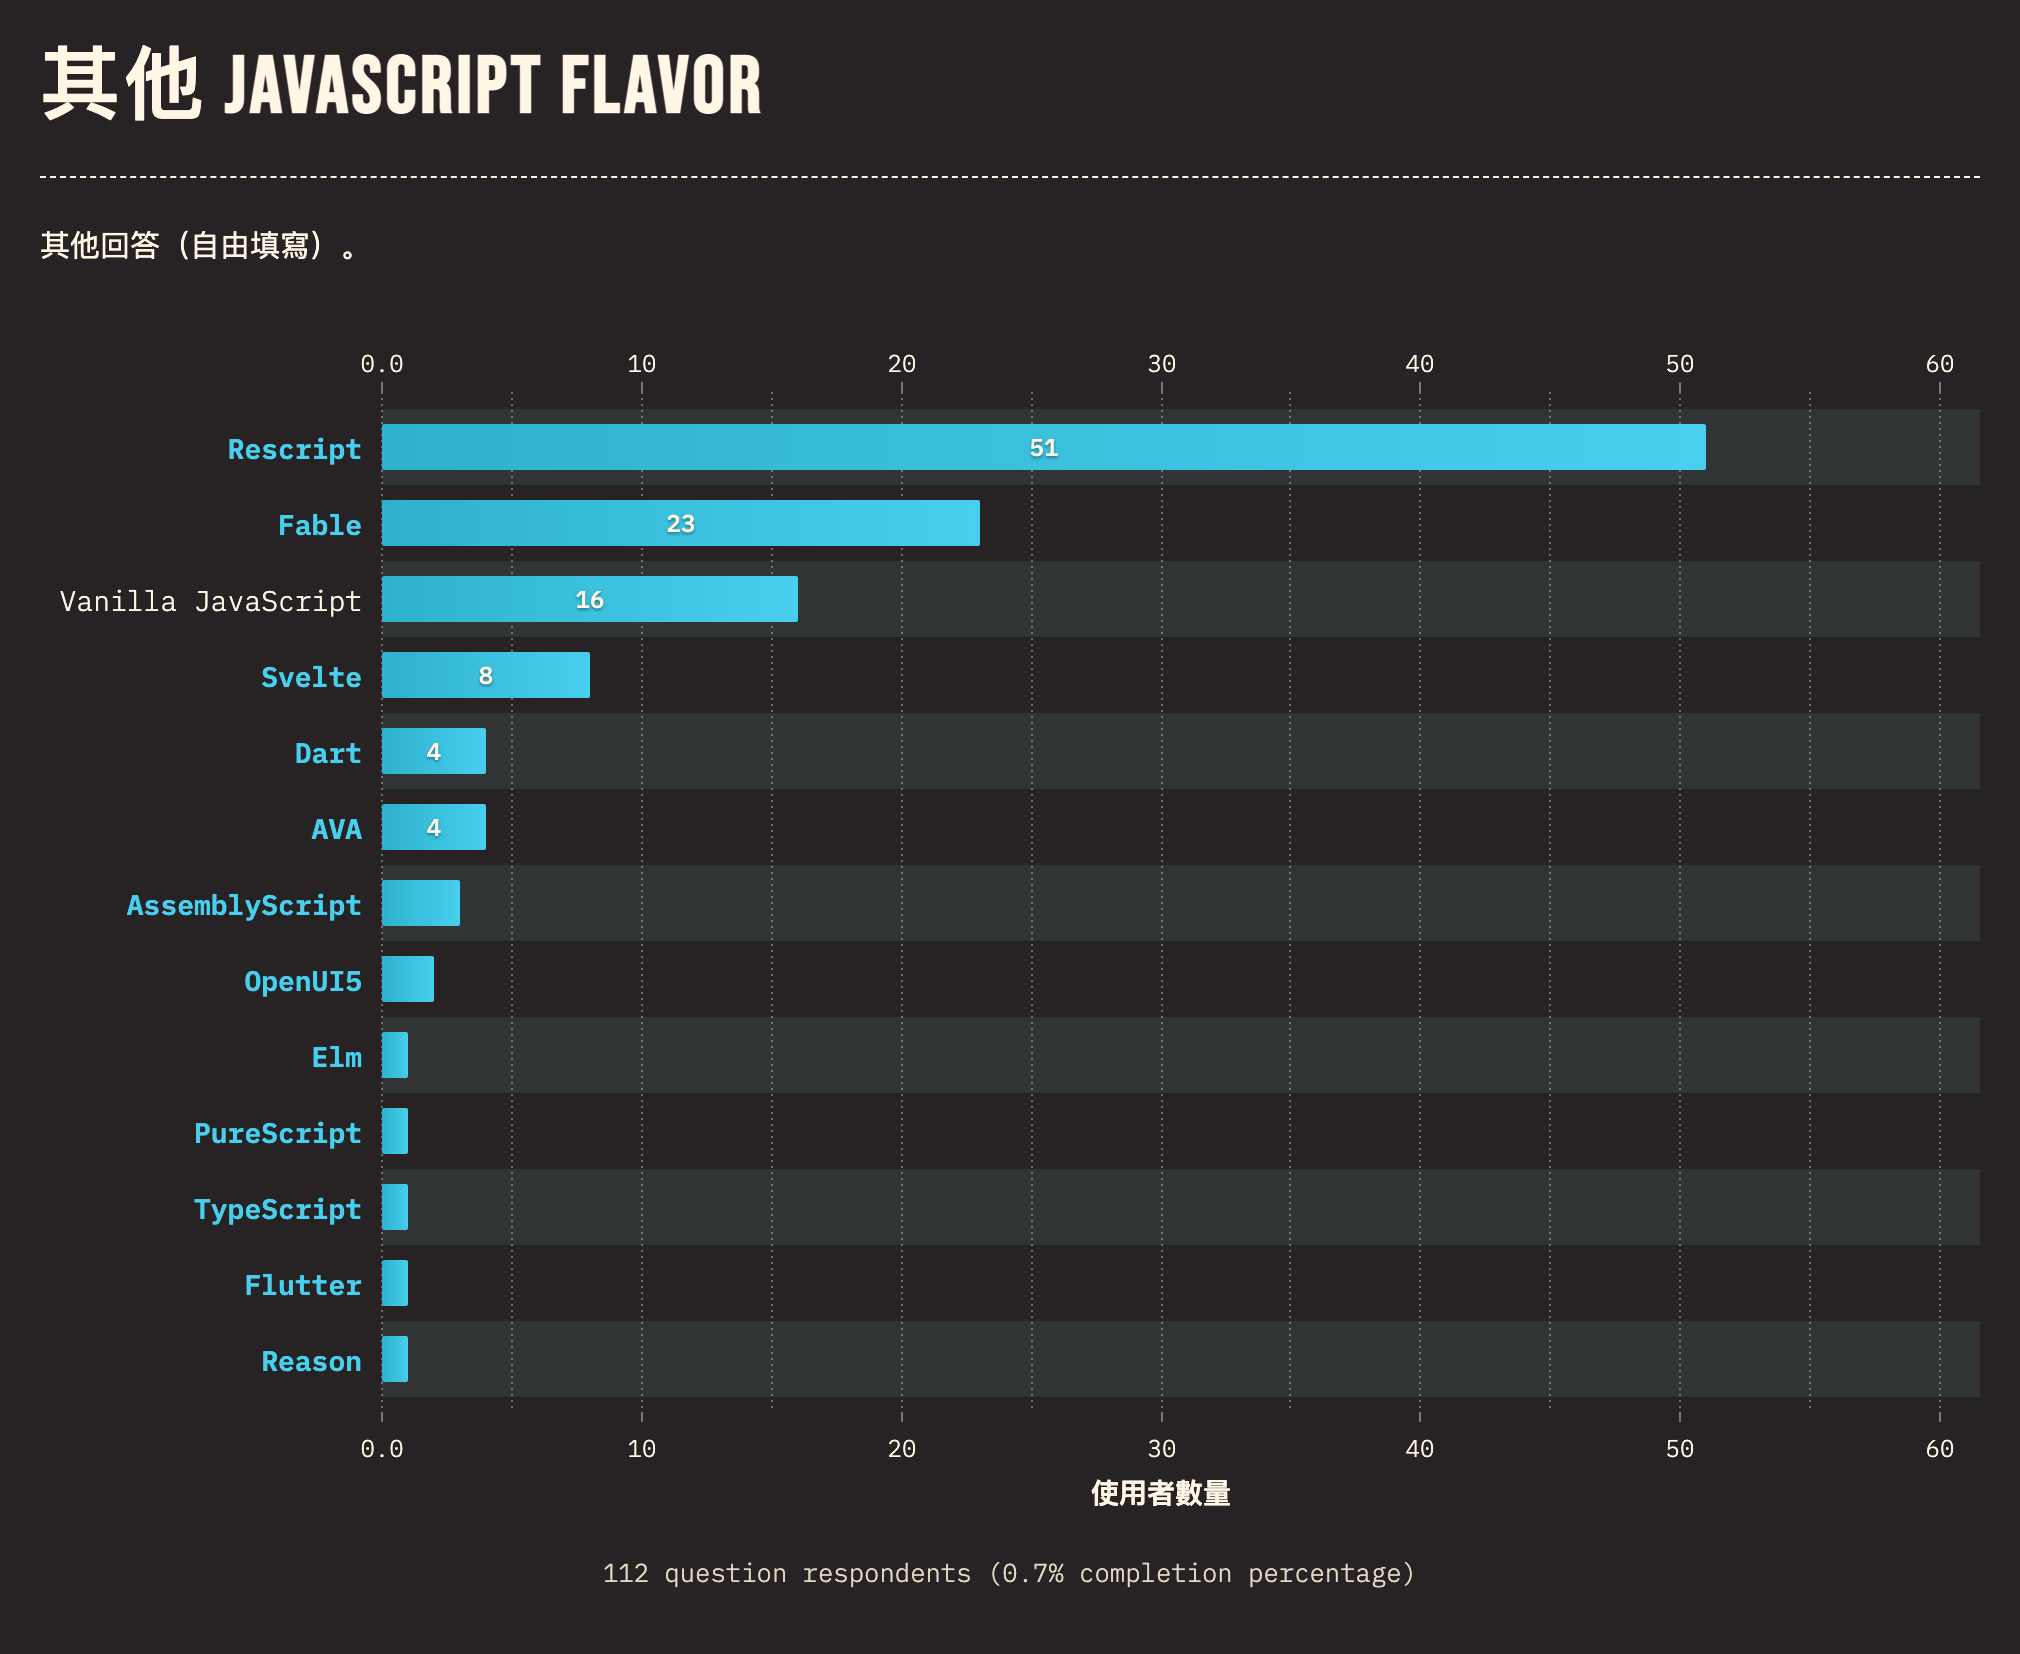 其他 JAVASCRIPT FLAVOR
其他回答（自由填寫）。
0.0 10 20 30 40 50 60
Rescript 51
Fable 23
Vanilla JavaScript 16
Svelte 8
Dart 4
AVA 4
AssemblyScript
OpenUI5
Elm
PureScript
TypeScript
Flutter
Reason
0.0 10 20 30 40 50 60
使用者數量
112 question respondents (0.7% completion percentage)